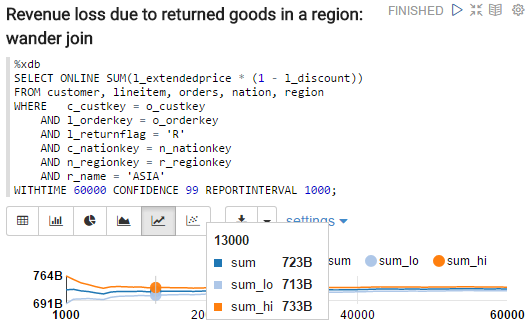 Revenue loss due to returned goods in a region: FINISHED
wander join
%xdb
SELECT ONLINE SUM(l_extendedprice * (1 - l_discount))
FROM customer, lineitem, orders, nation, region
WHERE c_custkey = o_custkey
AND l_orderkey = o_orderkey
AND l_returnflag = 'R'
AND c_nationkey = n_nationkey
AND n_regionkey = r_regionkey
AND r_name = 'ASIA'
WITHTIME 60000 CONFIDENCE 99 REPORTINTERVAL 1000;
settings
13000
sum 723B
sum_lo 713B
sum_hi 733B
sum sum_lo sum_hi
764B
691B
1000 20 40000 60000